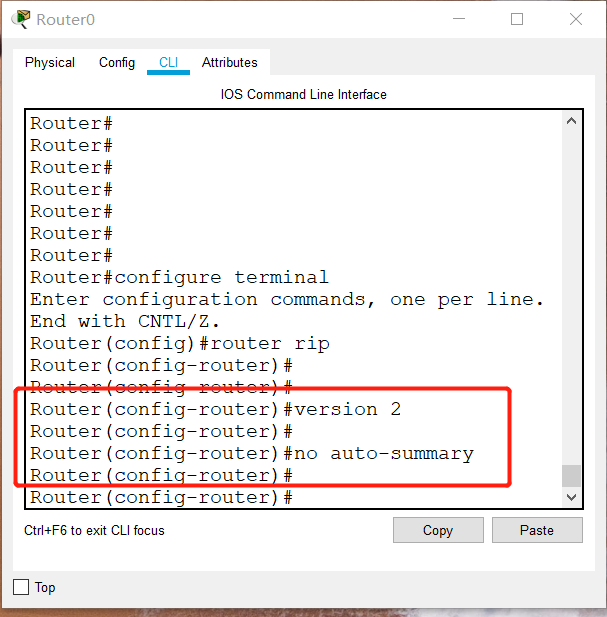 Router0
Physical Config CLI Attributes
IOS Command Line Interface
Router#
Router#
Router#
Router#
Router#
Router#
Router#
Router#configure terminal
Enter configuration commands, one per line.
End with CNTL/Z.
Router(config)#router rip
Router(config-router)#
Router(config-router)#
Router(config-router)#version 2
Router(config-router)#
Router(config-router)#no auto-summary
Router(config-router)#
Router(config-router)#
Ctrl+F6 to exit CLI focus
Copy Paste
Top